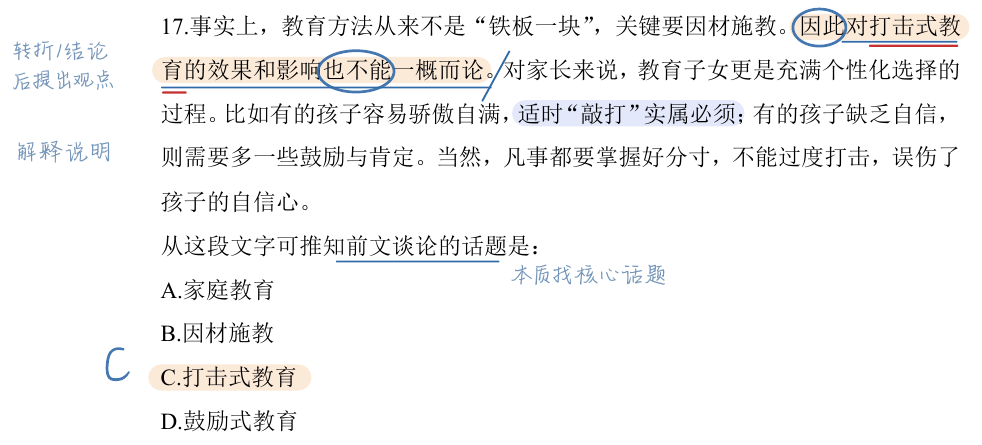 17.事实上，教育方法从来不是“铁板一块”，关键要因材施教。因此对打击式教
转折/结论
育的效果和影响也不能一概而论。对家长来说，教育子女更是充满个性化选择的
后提出观点
过程。比如有的孩子容易骄傲自满，适时“敲打”实属必须；有的孩子缺乏自信，
解释说明
则需要多一些鼓励与肯定。当然，凡事都要掌握好分寸，不能过度打击，误伤了
孩子的自信心。
从这段文字可推知前文谈论的话题是：
本质找核心话题
A.家庭教育
B.因材施教
C
C.打击式教育
D.鼓励式教育